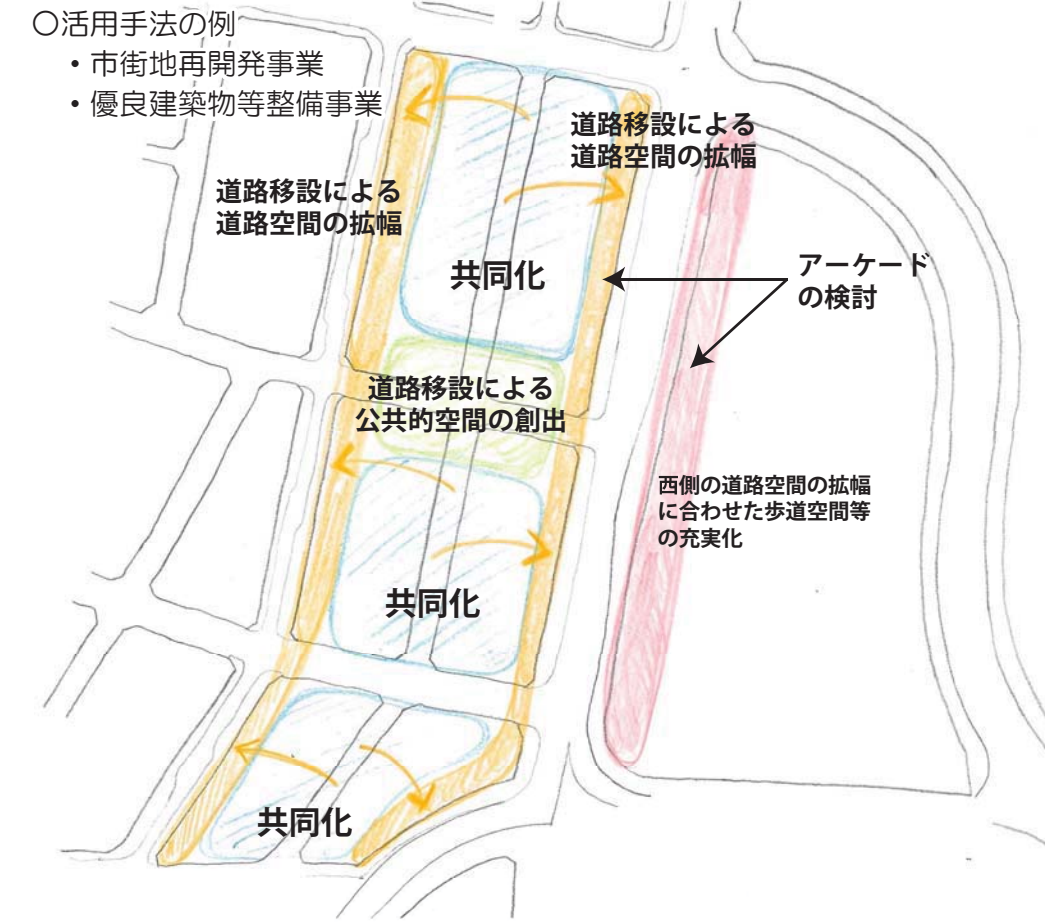 〇活用手法の例
・市街地再開発事業
・優良建築物等整備事業
道路移設による
道路空間の拡幅
道路移設による
道路空間の拡幅
共同化
アーケード
の検討
道路移設による
公共的空間の創出
西側の道路空間の拡幅
に合わせた歩道空間等
の充実化
共同化
共同化